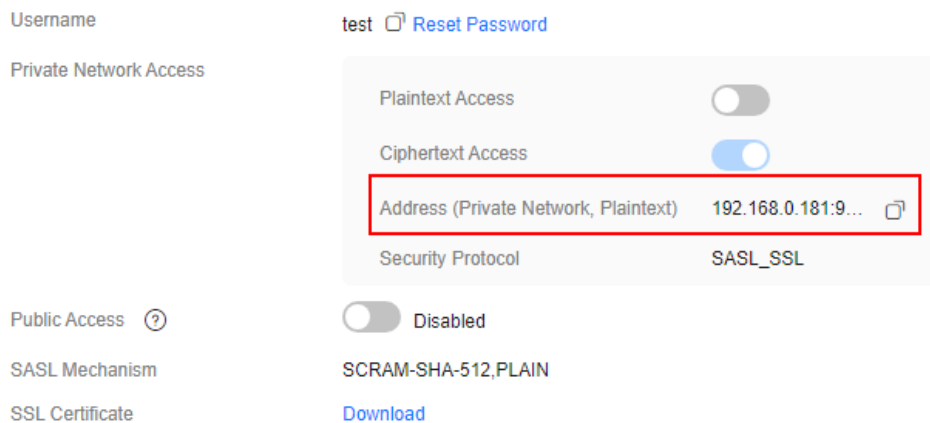 Username test Reset Password
Private Network Access
Plaintext Access
Ciphertext Access
Address (Private Network, Plaintext) 192.168.0.181:9...
Security Protocol SASL_SSL
Public Access ? Disabled
SASL Mechanism SCRAM-SHA-512,PLAIN
SSL Certificate Download